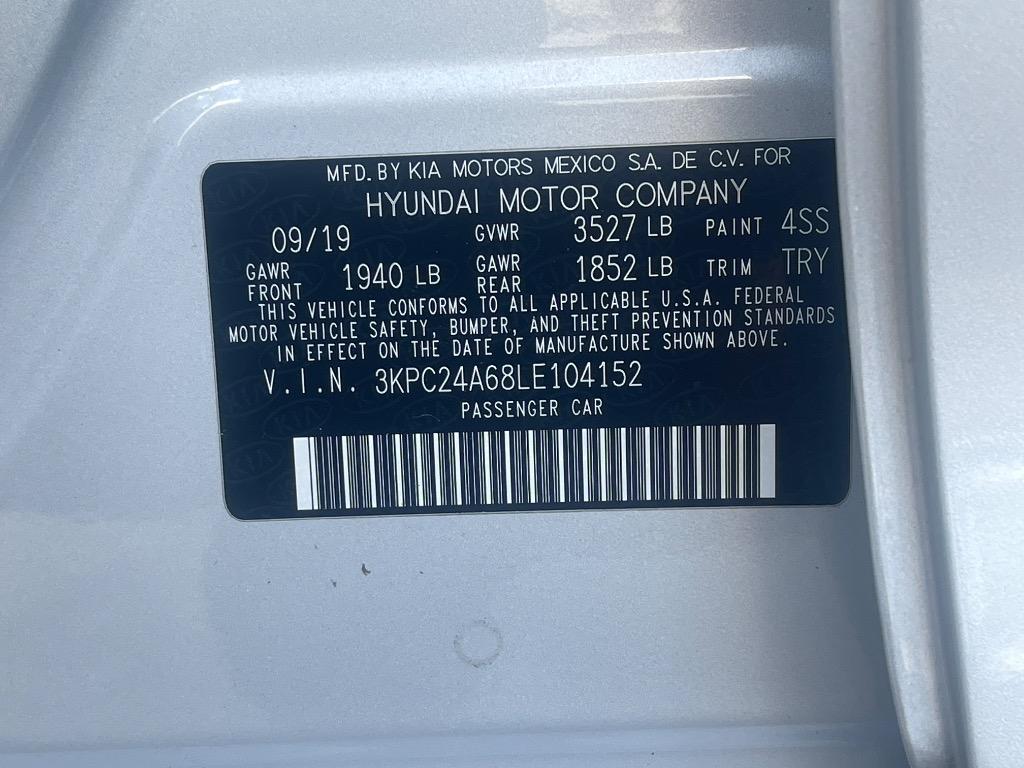 MFD. BY KIA MOTORS MEXICO S.A. DE C.V. FOR
HYUNDAI MOTOR COMPANY
09/19 GVWR 3527 LB PAINT 4SS
GAWR FRONT 1940 LB GAWR REAR 1852 LB TRIM TRY
THIS VEHICLE CONFORMS TO ALL APPLICABLE U.S.A. FEDERAL
MOTOR VEHICLE SAFETY, BUMPER, AND THEFT PREVENTION STANDARDS
IN EFFECT ON THE DATE OF MANUFACTURE SHOWN ABOVE.
V.I.N. 3KPC24A68LE104152
PASSENGER CAR